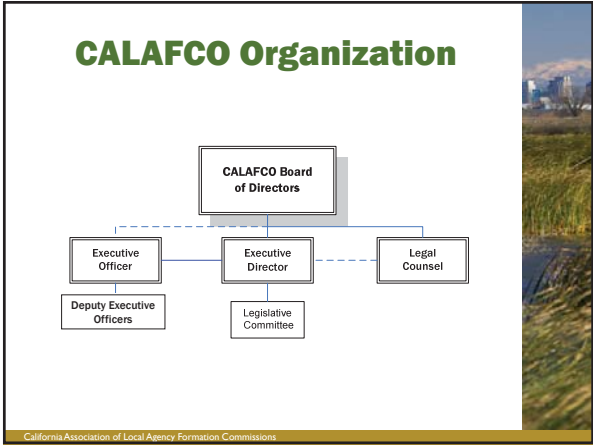 CALAFCO Organization
CALAFCO Board
of Directors
Executive
Officer
Executive
Director
Legal
Counsel
Deputy Executive
Officers
Legislative
Committee
California Association of Local Agency Formation Commissions